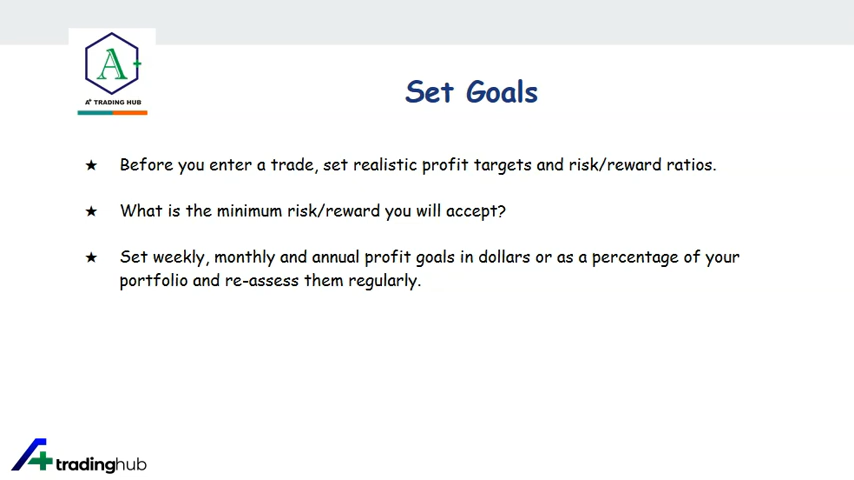 A+
A+ TRADING HUB
Set Goals
★ Before you enter a trade, set realistic profit targets and risk/reward ratios.
★ What is the minimum risk/reward you will accept?
★ Set weekly, monthly and annual profit goals in dollars or as a percentage of your
portfolio and re-assess them regularly.
A+ tradinghub